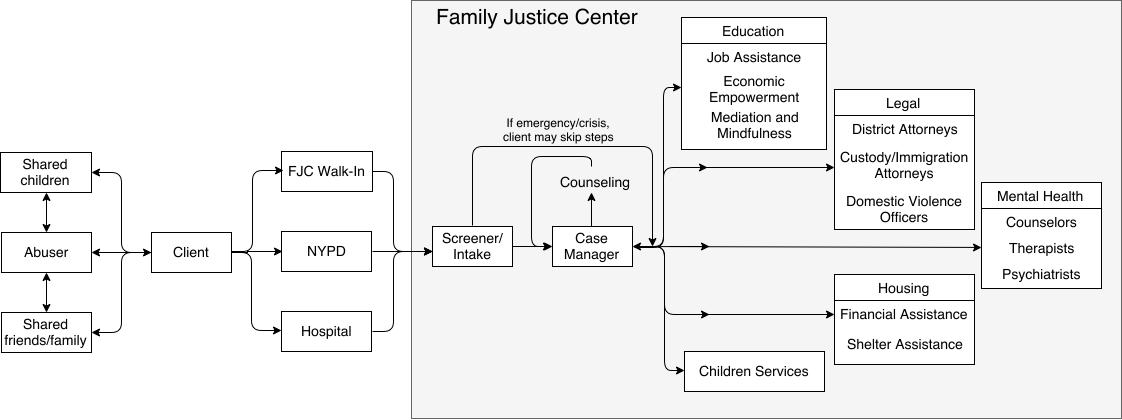 Family Justice Center
Shared
children
Abuser
Shared
friends/family
Client
FJC Walk-In
NYPD
Hospital
Screener/
Intake
If emergency/crisis,
client may skip steps
Counseling
Case
Manager
Education
Job Assistance
Economic
Empowerment
Mediation and
Mindfulness
Legal
District Attorneys
Custody/Immigration
Attorneys
Domestic Violence
Officers
Mental Health
Counselors
Therapists
Psychiatrists
Housing
Financial Assistance
Shelter Assistance
Children Services